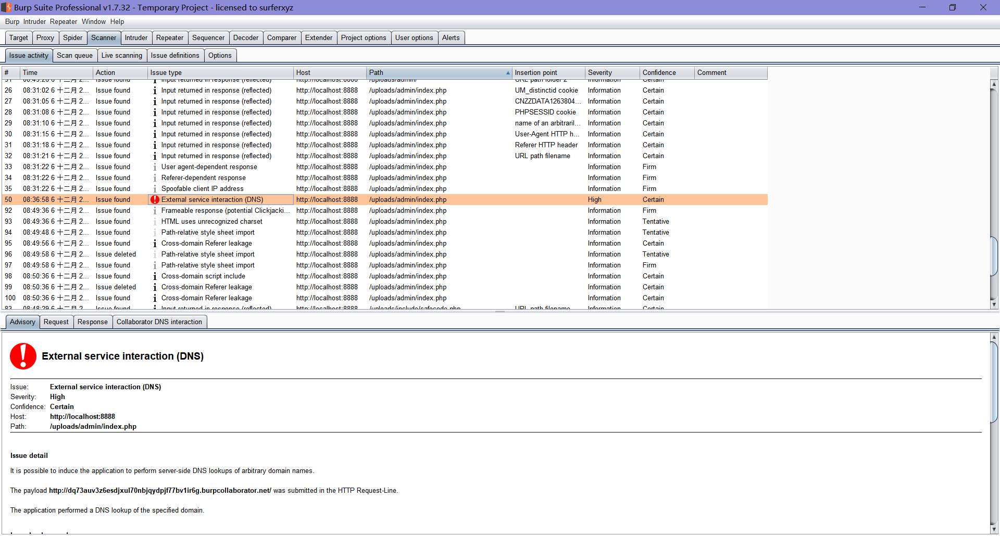 Burp Suite Professional v1.7.32 - Temporary Project - licensed to surferxyz
Burp Intruder Repeater Window Help
Target Proxy Spider Scanner Intruder Repeater Sequencer Decoder Comparer Extender Project options User options Alerts
Issue activity Scan queue Live scanning Issue definitions Options
# Time Action Issue type Host Path Insertion point Severity Confidence Comment
Issue found Input returned in response (reflected) http://localhost:8888 /uploads/admin/ URL path folder 2 Information Certain
26 08:31:02 6 十二月 2... Issue found Input returned in response (reflected) http://localhost:8888 /uploads/admin/index.php UM_distinctid cookie Information Certain
27 08:31:05 6 十二月 2... Issue found Input returned in response (reflected) http://localhost:8888 /uploads/admin/index.php CNZZDATA1263804... Information Certain
28 08:31:08 6 十二月 2... Issue found Input returned in response (reflected) http://localhost:8888 /uploads/admin/index.php PHPSESSID cookie Information Certain
29 08:31:10 6 十二月 2... Issue found Input returned in response (reflected) http://localhost:8888 /uploads/admin/index.php name of an arbitraril... Information Certain
30 08:31:15 6 十二月 2... Issue found Input returned in response (reflected) http://localhost:8888 /uploads/admin/index.php User-Agent HTTP h... Information Certain
31 08:31:18 6 十二月 2... Issue found Input returned in response (reflected) http://localhost:8888 /uploads/admin/index.php Referer HTTP header Information Certain
32 08:31:21 6 十二月 2... Issue found Input returned in response (reflected) http://localhost:8888 /uploads/admin/index.php URL path filename Information Certain
33 08:31:22 6 十二月 2... Issue found User agent-dependent response http://localhost:8888 /uploads/admin/index.php Information Firm
34 08:31:22 6 十二月 2... Issue found Referer-dependent response http://localhost:8888 /uploads/admin/index.php Information Firm
35 08:31:22 6 十二月 2... Issue found Spoofable client IP address http://localhost:8888 /uploads/admin/index.php Information Firm
50 08:36:58 6 十二月 2... Issue found External service interaction (DNS) http://localhost:8888 /uploads/admin/index.php High Certain
92 08:49:36 6 十二月 2... Issue found Frameable response (potential Clickjacki... http://localhost:8888 /uploads/admin/index.php Information Firm
93 08:49:36 6 十二月 2... Issue found HTML uses unrecognized charset http://localhost:8888 /uploads/admin/index.php Information Tentative
94 08:49:48 6 十二月 2... Issue found Path-relative style sheet import http://localhost:8888 /uploads/admin/index.php Information Tentative
95 08:49:56 6 十二月 2... Issue found Cross-domain Referer leakage http://localhost:8888 /uploads/admin/index.php Information Certain
96 08:49:58 6 十二月 2... Issue deleted Path-relative style sheet import http://localhost:8888 /uploads/admin/index.php Information Tentative
97 08:49:58 6 十二月 2... Issue found Path-relative style sheet import http://localhost:8888 /uploads/admin/index.php Information Firm
98 08:50:36 6 十二月 2... Issue found Cross-domain script include http://localhost:8888 /uploads/admin/index.php Information Certain
99 08:50:36 6 十二月 2... Issue deleted Cross-domain Referer leakage http://localhost:8888 /uploads/admin/index.php Information Certain
100 08:50:36 6 十二月 2... Issue found Cross-domain Referer leakage http://localhost:8888 /uploads/admin/index.php Information Certain
83 08:48:29 6 十二月 2... Issue found Input returned in response (reflected) http://localhost:8888 /uploads/include/safecode.php URL path filename Information Certain
Advisory Request Response Collaborator DNS interaction
External service interaction (DNS)
Issue: External service interaction (DNS)
Severity: High
Confidence: Certain
Host: http://localhost:8888
Path: /uploads/admin/index.php
Issue detail
It is possible to induce the application to perform server-side DNS lookups of arbitrary domain names.
The payload http://dq73auv3z6esdjxul70nbjqydpjf77bv1ir6g.burpcollaborator.net/ was submitted in the HTTP Request-Line.
The application performed a DNS lookup of the specified domain.